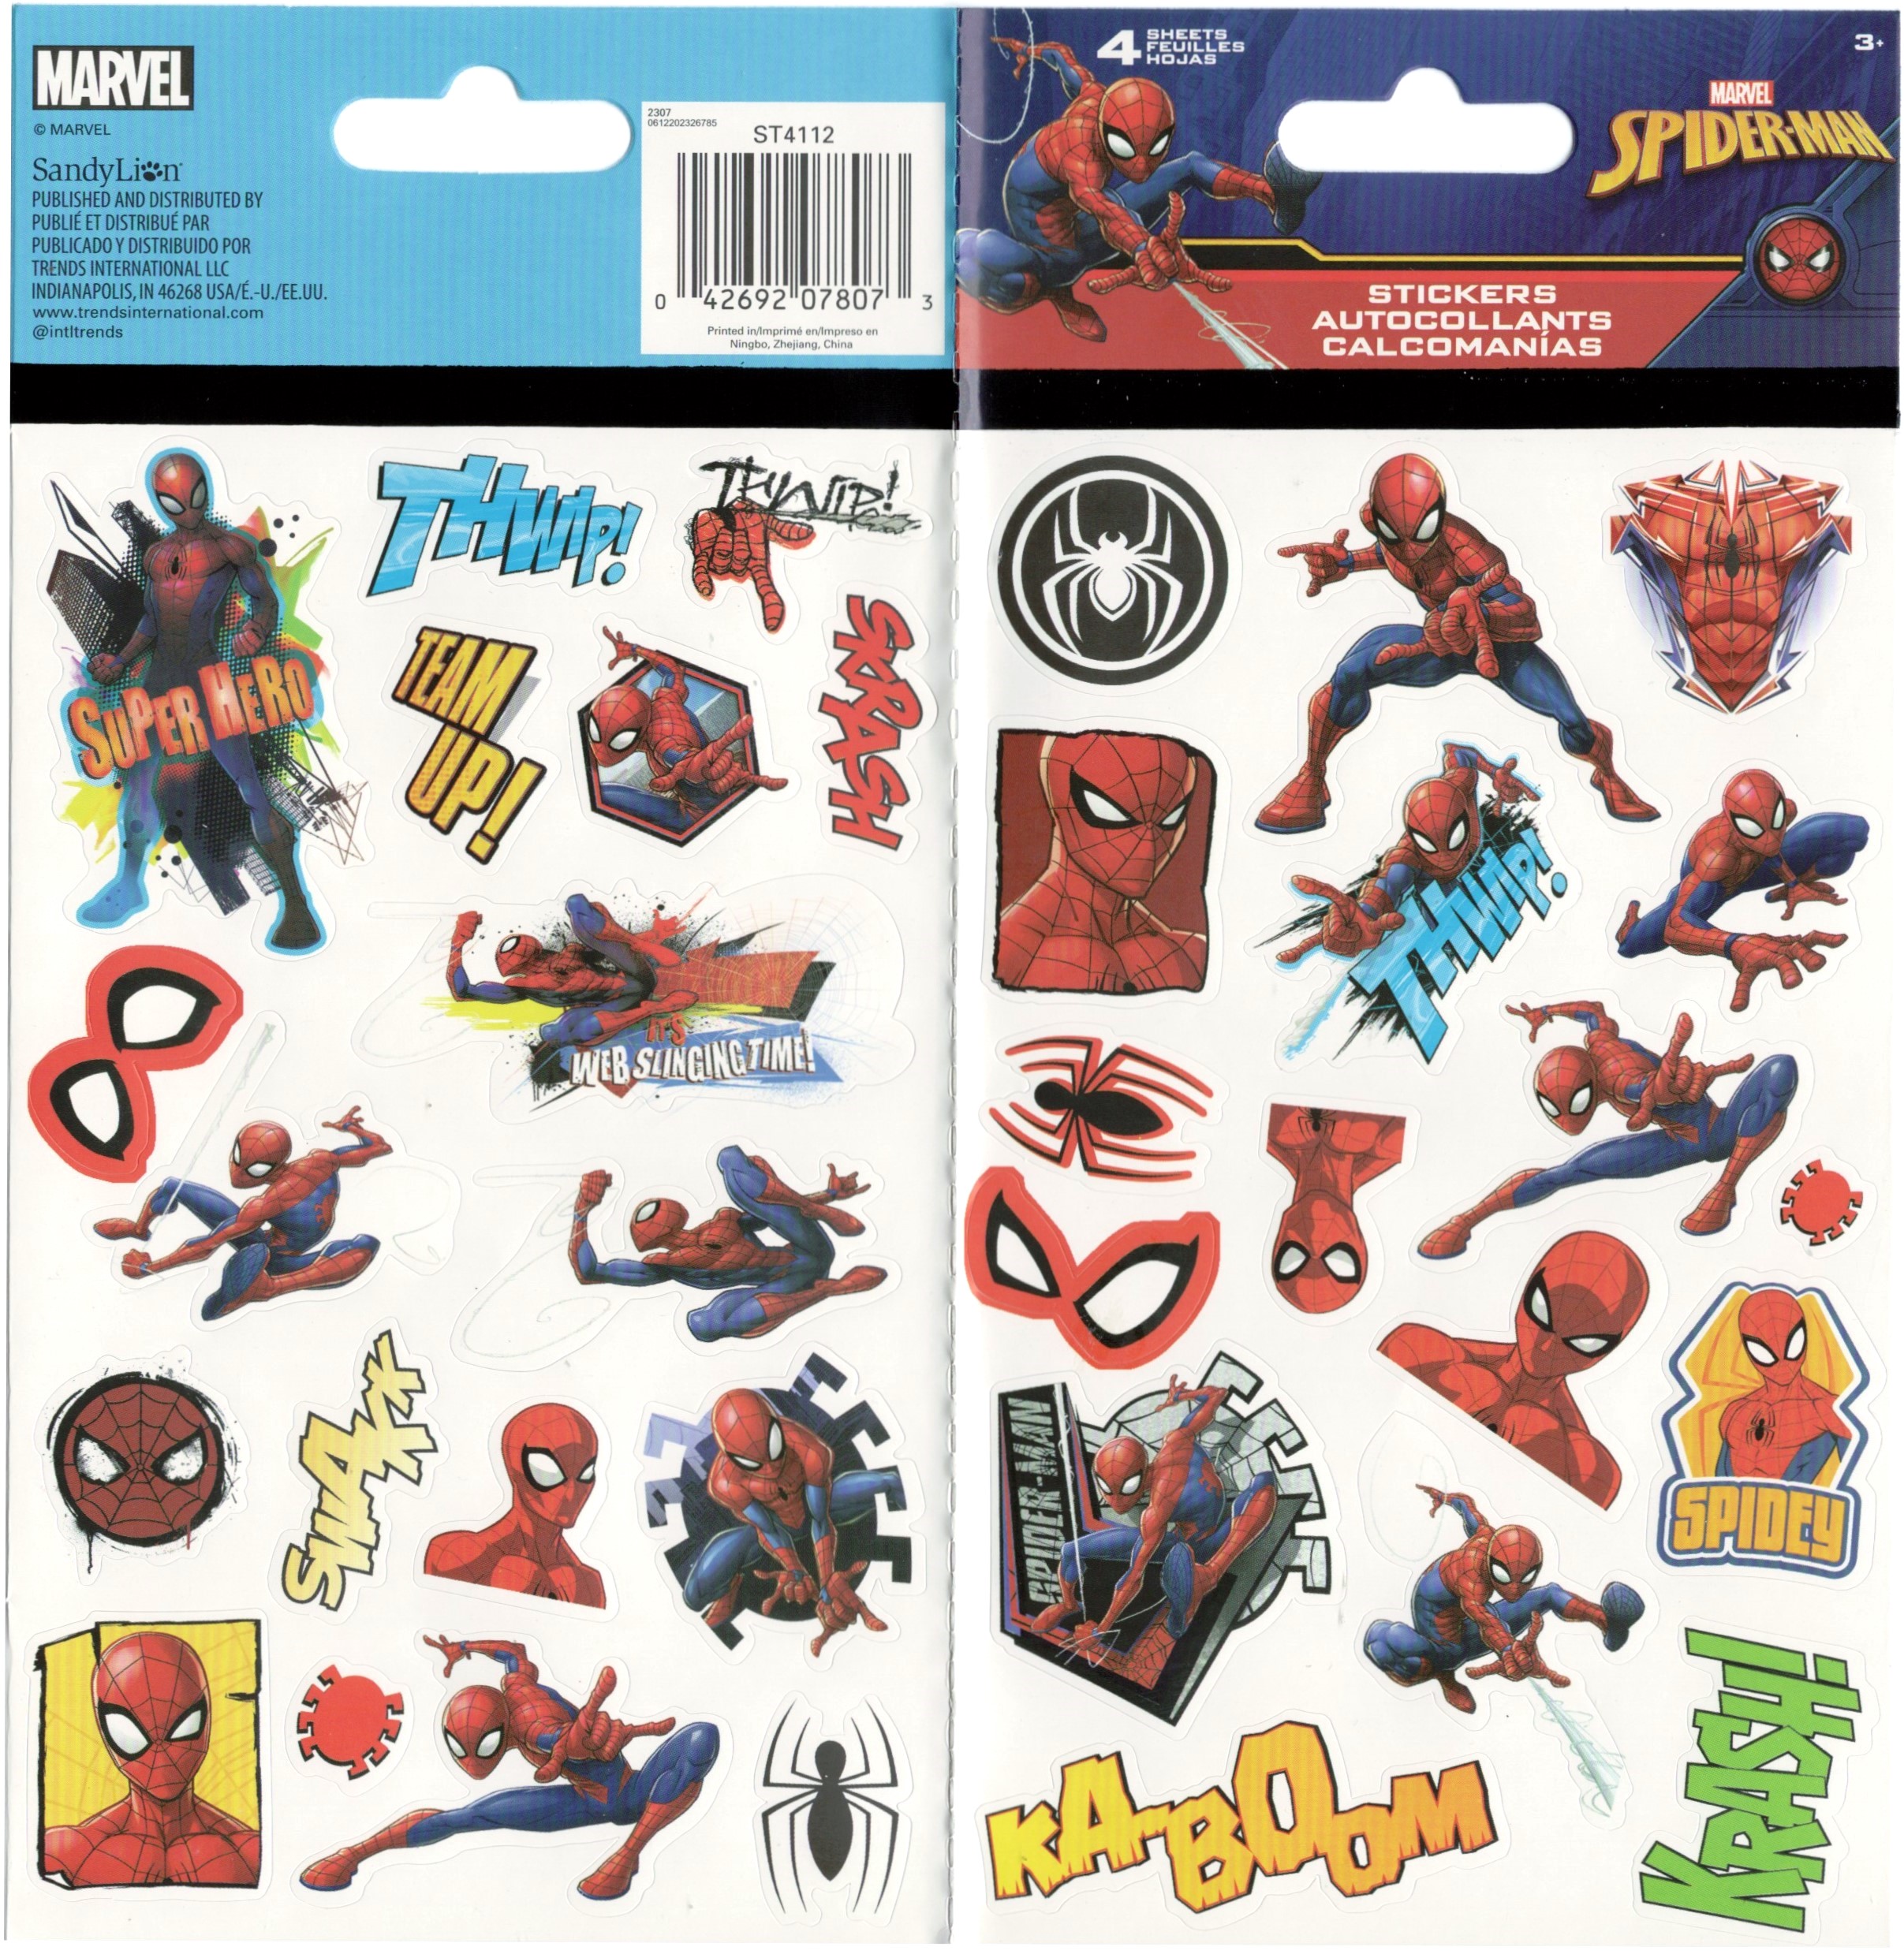 MARVEL
© MARVEL
SandyLion
PUBLISHED AND DISTRIBUTED BY
PUBLIÉ ET DISTRIBUÉ PAR
PUBLICADO Y DISTRIBUIDO POR
TRENDS INTERNATIONAL LLC
INDIANAPOLIS, IN 46268 USA/É.-U./EE.UU.
www.trendsinternational.com
@intltrends
2307
0612202326785
ST4112
0 42692 07807 3
Printed in/Imprimé en/Impreso en
Ningbo, Zhejiang, China
4 SHEETS
FEUILLES
HOJAS
3+
MARVEL
SPIDER-MAN
STICKERS
AUTOCOLLANTS
CALCOMANÍAS
SUPER HERO
THWIP!
THWIP!
TEAM
UP!
SKRASH
IT'S
WEB SLINGING TIME!
SWAKK
THWIP!
SPIDER-MAN
SPIDEY
KA-BOOM
KRASH!